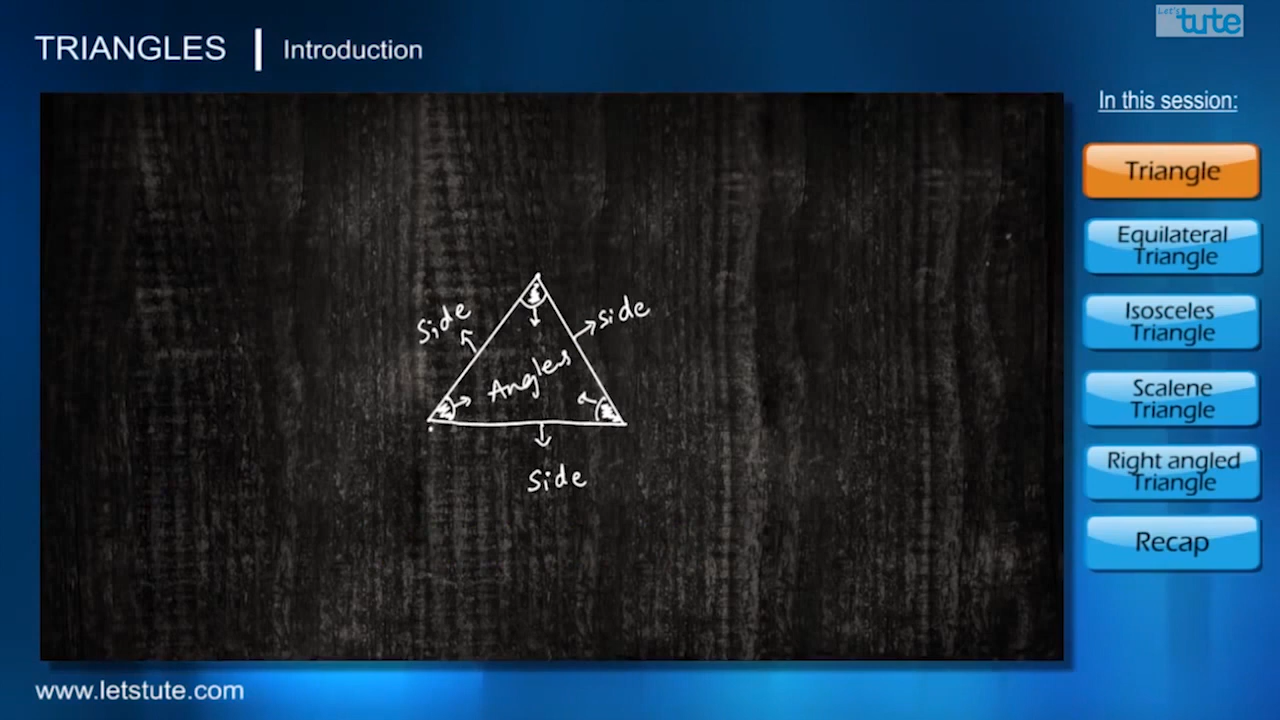 Let's
tute
TRIANGLES | Introduction
In this session:
Triangle
Equilateral
Triangle
Isosceles
Triangle
Scalene
Triangle
Right angled
Triangle
Recap
Side
Side
Angles
Side
www.letstute.com